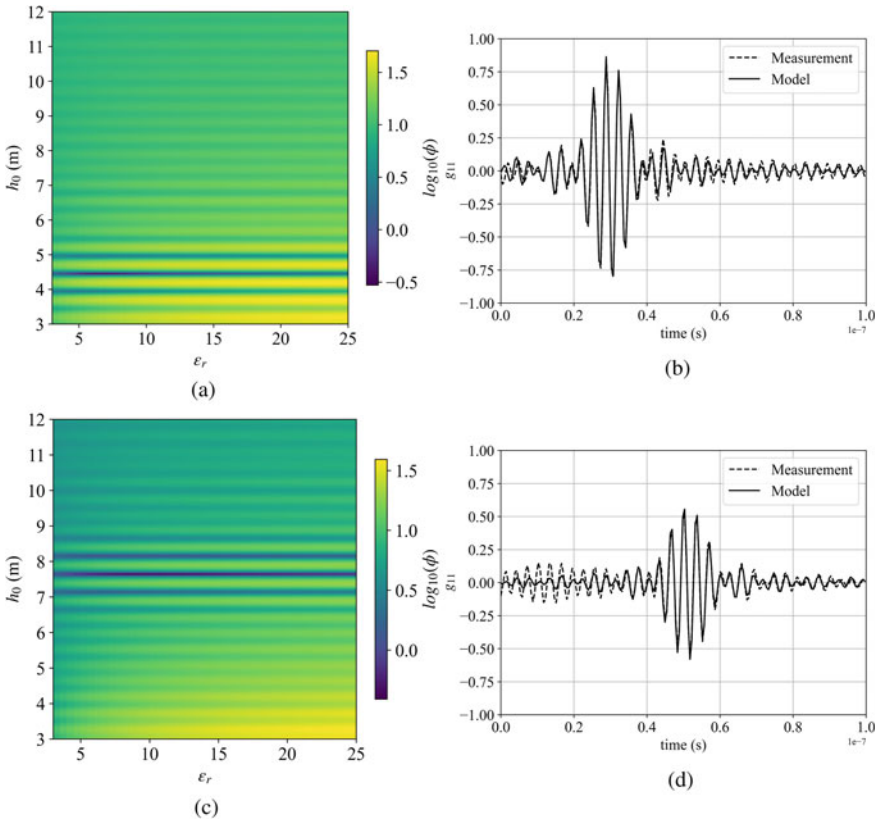 12
11
10
9
8
7
6
5
4
3
h₀ (m)
5 10 15 20 25
εᵣ
1.5
1.0
0.5
0.0
−0.5
log₁₀(ϕ)
(a)
1.00
0.75
0.50
0.25
0.00
−0.25
−0.50
−0.75
−1.00
g₁₁
Measurement
Model
0.0 0.2 0.4 0.6 0.8 1.0
time (s)
1e−7
(b)
12
11
10
9
8
7
6
5
4
3
h₀ (m)
5 10 15 20 25
εᵣ
1.5
1.0
0.5
0.0
log₁₀(ϕ)
(c)
1.00
0.75
0.50
0.25
0.00
−0.25
−0.50
−0.75
−1.00
g₁₁
Measurement
Model
0.0 0.2 0.4 0.6 0.8 1.0
time (s)
1e−7
(d)